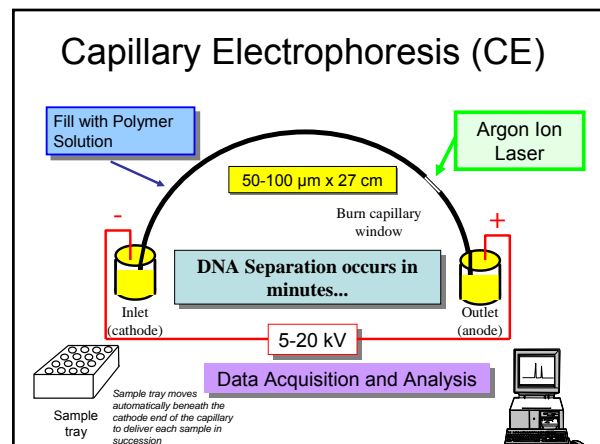 Capillary Electrophoresis (CE)
Fill with Polymer
Solution
Argon Ion
Laser
50-100 µm x 27 cm
Burn capillary
window
-
+
DNA Separation occurs in
minutes...
Inlet
(cathode)
Outlet
(anode)
5-20 kV
Data Acquisition and Analysis
Sample
tray
Sample tray moves
automatically beneath the
cathode end of the capillary
to deliver each sample in
succession